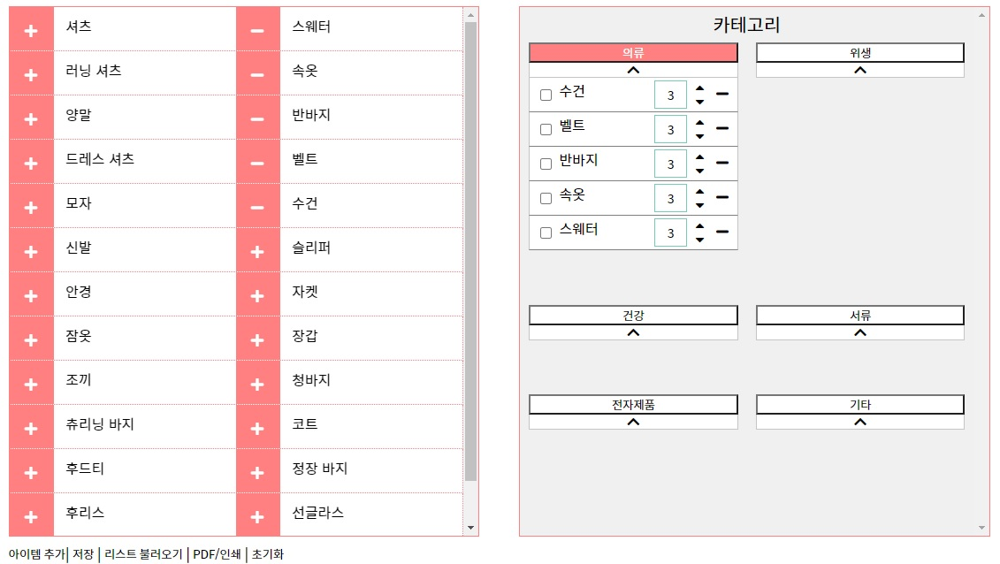 셔츠
스웨터
러닝 셔츠
속옷
양말
반바지
드레스 셔츠
벨트
모자
수건
신발
슬리퍼
안경
자켓
잠옷
장갑
조끼
청바지
츄리닝 바지
코트
후드티
정장 바지
후리스
선글라스
아이템 추가| 저장 | 리스트 불러오기 | PDF/인쇄 | 초기화
카테고리
의류
위생
수건 3
벨트 3
반바지 3
속옷 3
스웨터 3
건강
서류
전자제품
기타